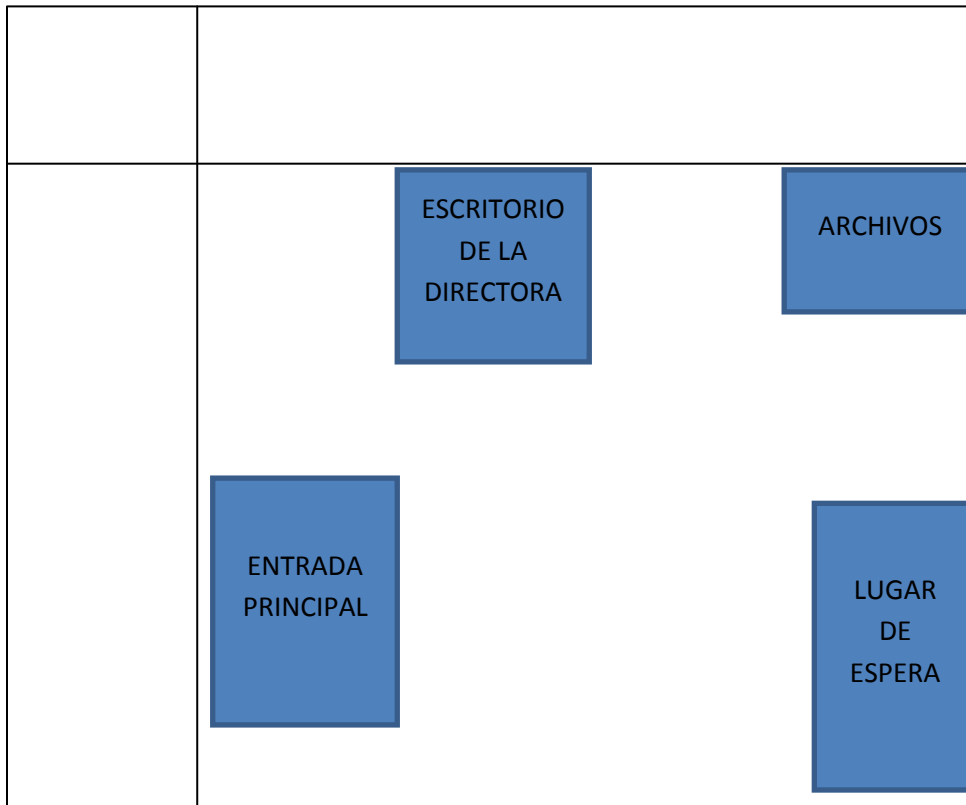 ESCRITORIO
DE LA
DIRECTORA
ARCHIVOS
ENTRADA
PRINCIPAL
LUGAR
DE
ESPERA